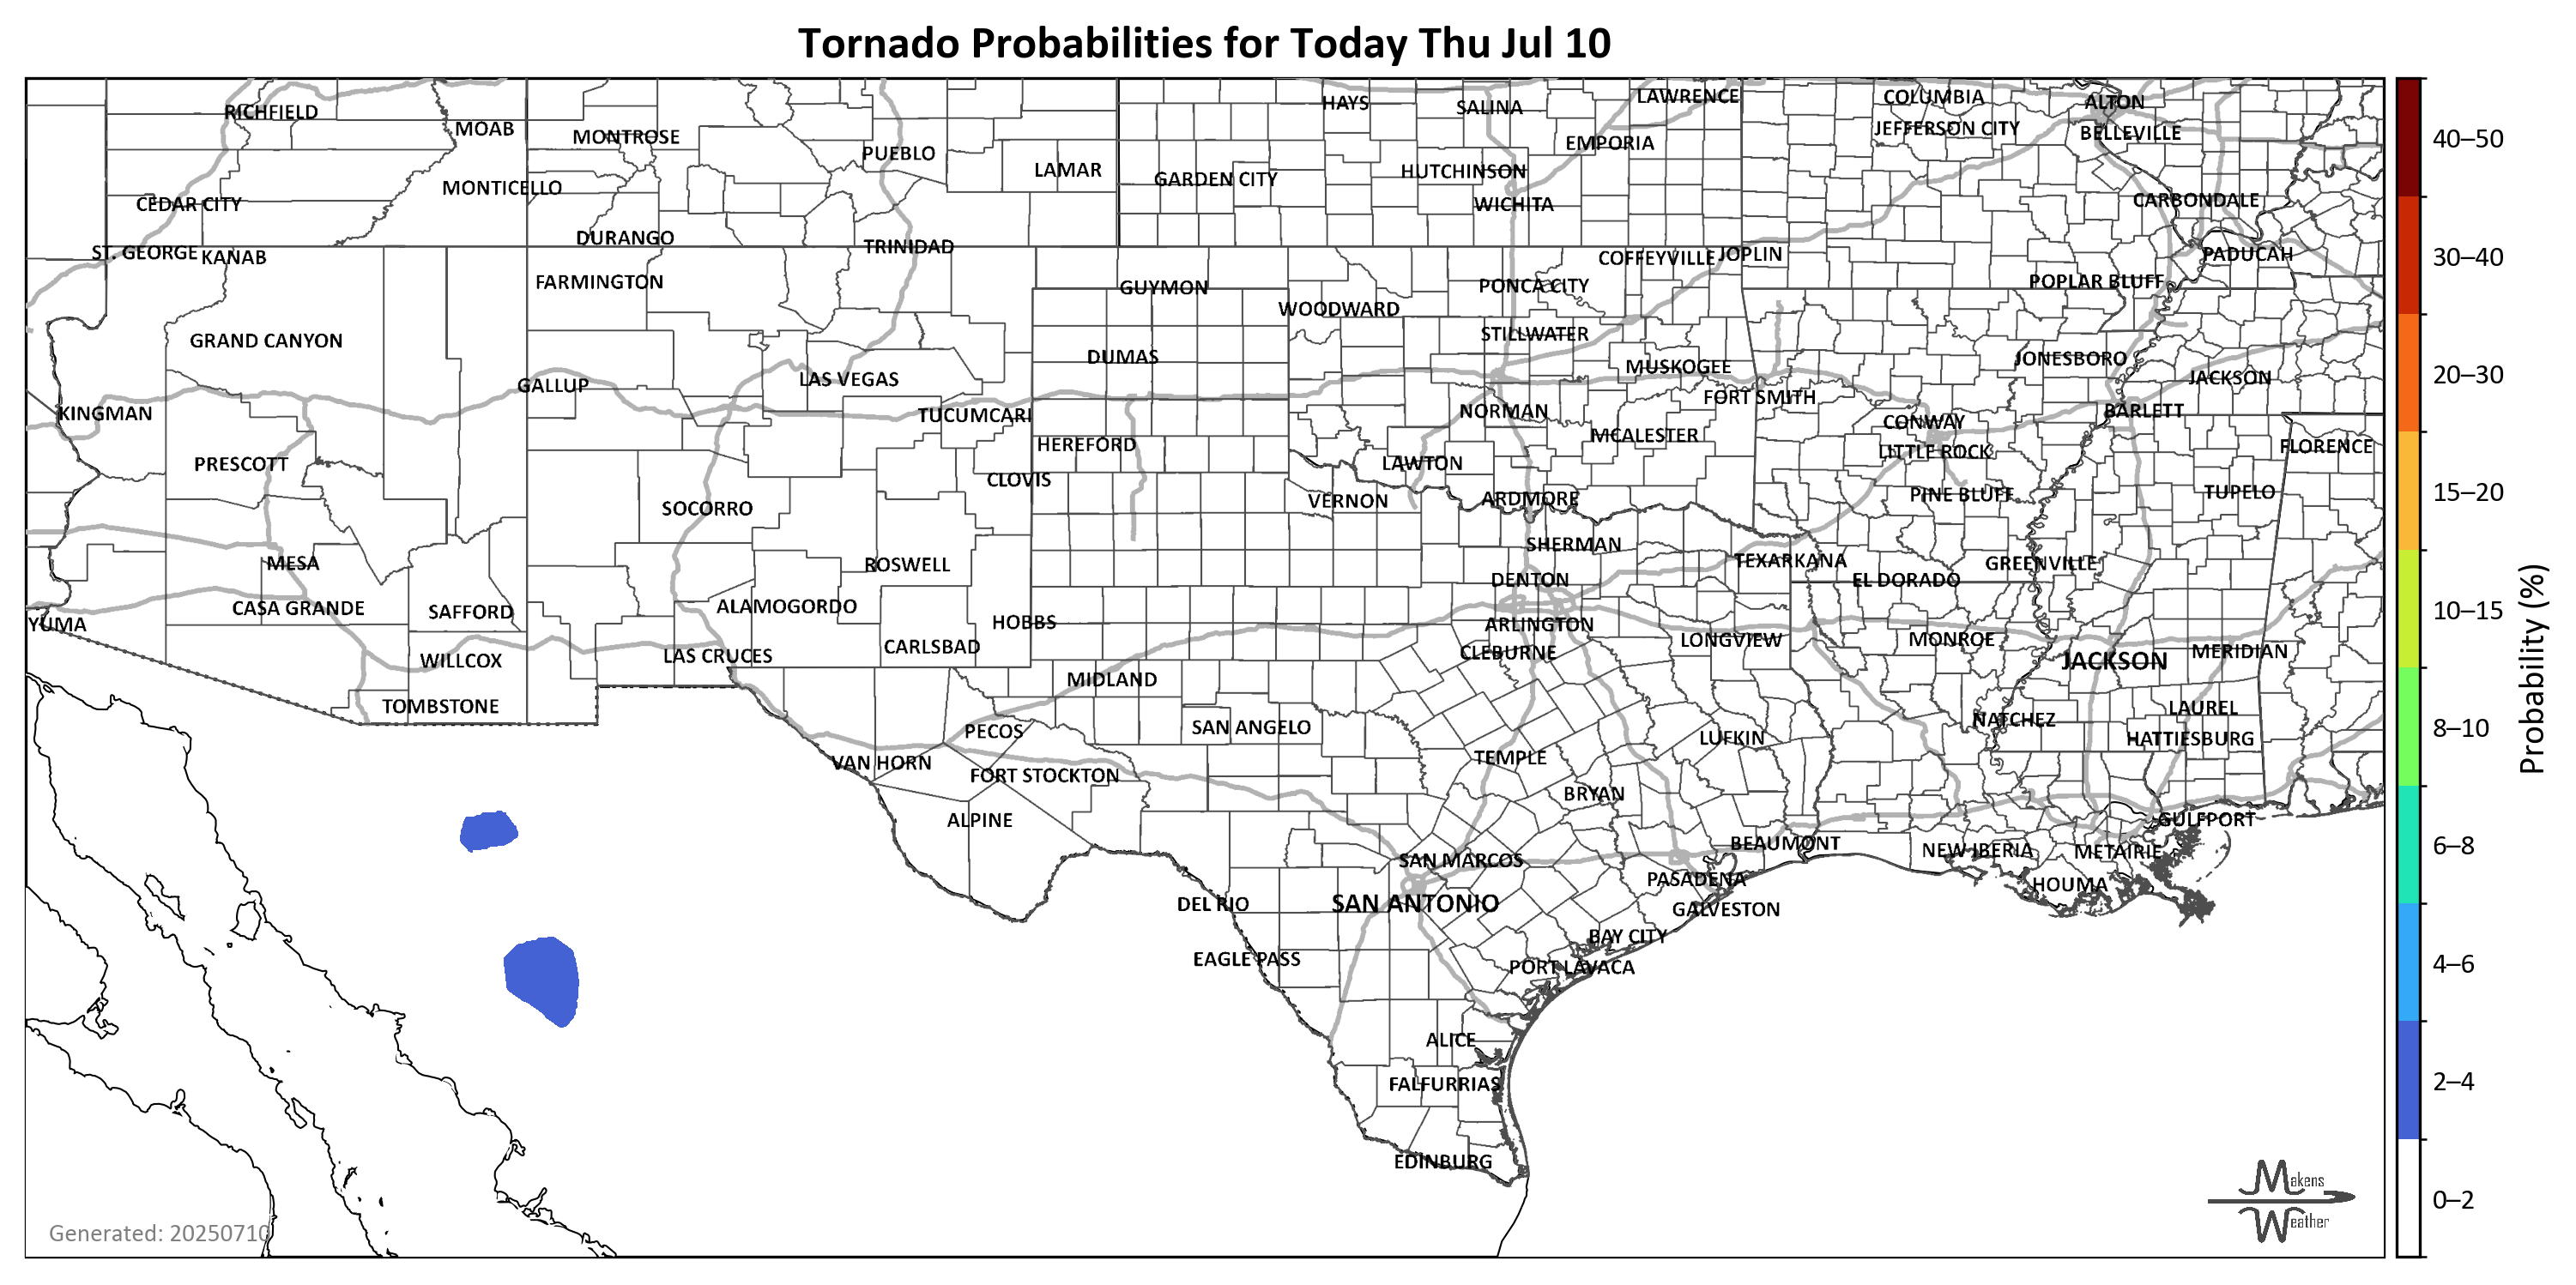 Tornado Probabilities for Today Thu Jul 10
RICHFIELD
MOAB
MONTROSE
PUEBLO
LAMAR
HAYS
SALINA
LAWRENCE
COLUMBIA
ALTON
JEFFERSON CITY
BELLEVILLE
EMPORIA
GARDEN CITY
HUTCHINSON
WICHITA
MONTICELLO
CEDAR CITY
CARBONDALE
DURANGO
TRINIDAD
ST. GEORGE
KANAB
COFFEYVILLE
JOPLIN
PADUCAH
FARMINGTON
GUYMON
PONCA CITY
POPLAR BLUFF
WOODWARD
GRAND CANYON
STILLWATER
DUMAS
MUSKOGEE
JONESBORO
JACKSON
GALLUP
LAS VEGAS
KINGMAN
TUCUMCARI
NORMAN
FORT SMITH
BARLETT
CONWAY
HEREFORD
MCALESTER
LITTLE ROCK
FLORENCE
PRESCOTT
CLOVIS
LAWTON
VERNON
ARDMORE
PINE BLUFF
TUPELO
SOCORRO
SHERMAN
MESA
ROSWELL
TEXARKANA
GREENVILLE
DENTON
EL DORADO
CASA GRANDE
SAFFORD
ALAMOGORDO
YUMA
HOBBS
ARLINGTON
CARLSBAD
CLEBURNE
LONGVIEW
MONROE
JACKSON
MERIDIAN
WILLCOX
LAS CRUCES
MIDLAND
TOMBSTONE
SAN ANGELO
NATCHEZ
LAUREL
PECOS
LUFKIN
HATTIESBURG
VAN HORN
FORT STOCKTON
TEMPLE
BRYAN
ALPINE
GULFPORT
SAN MARCOS
BEAUMONT
NEW IBERIA
METAIRIE
PASADENA
HOUMA
DEL RIO
SAN ANTONIO
GALVESTON
BAY CITY
EAGLE PASS
PORT LAVACA
ALICE
FALFURRIAS
EDINBURG
Generated: 20250710
Makens
Weather
40–50
30–40
20–30
15–20
10–15
8–10
6–8
4–6
2–4
0–2
Probability (%)